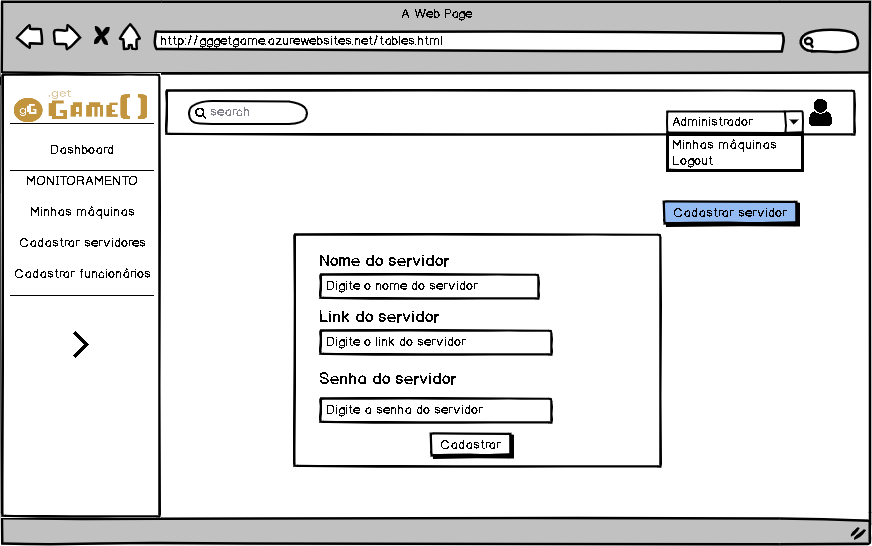 A Web Page
http://gggetgame.azurewebsites.net/tables.html
.get
gG GAME()
search
Administrador
Minhas máquinas
Logout
Dashboard
MONITORAMENTO
Minhas máquinas
Cadastrar servidores
Cadastrar funcionários
Cadastrar servidor
Nome do servidor
Digite o nome do servidor
Link do servidor
Digite o link do servidor
Senha do servidor
Digite a senha do servidor
Cadastrar